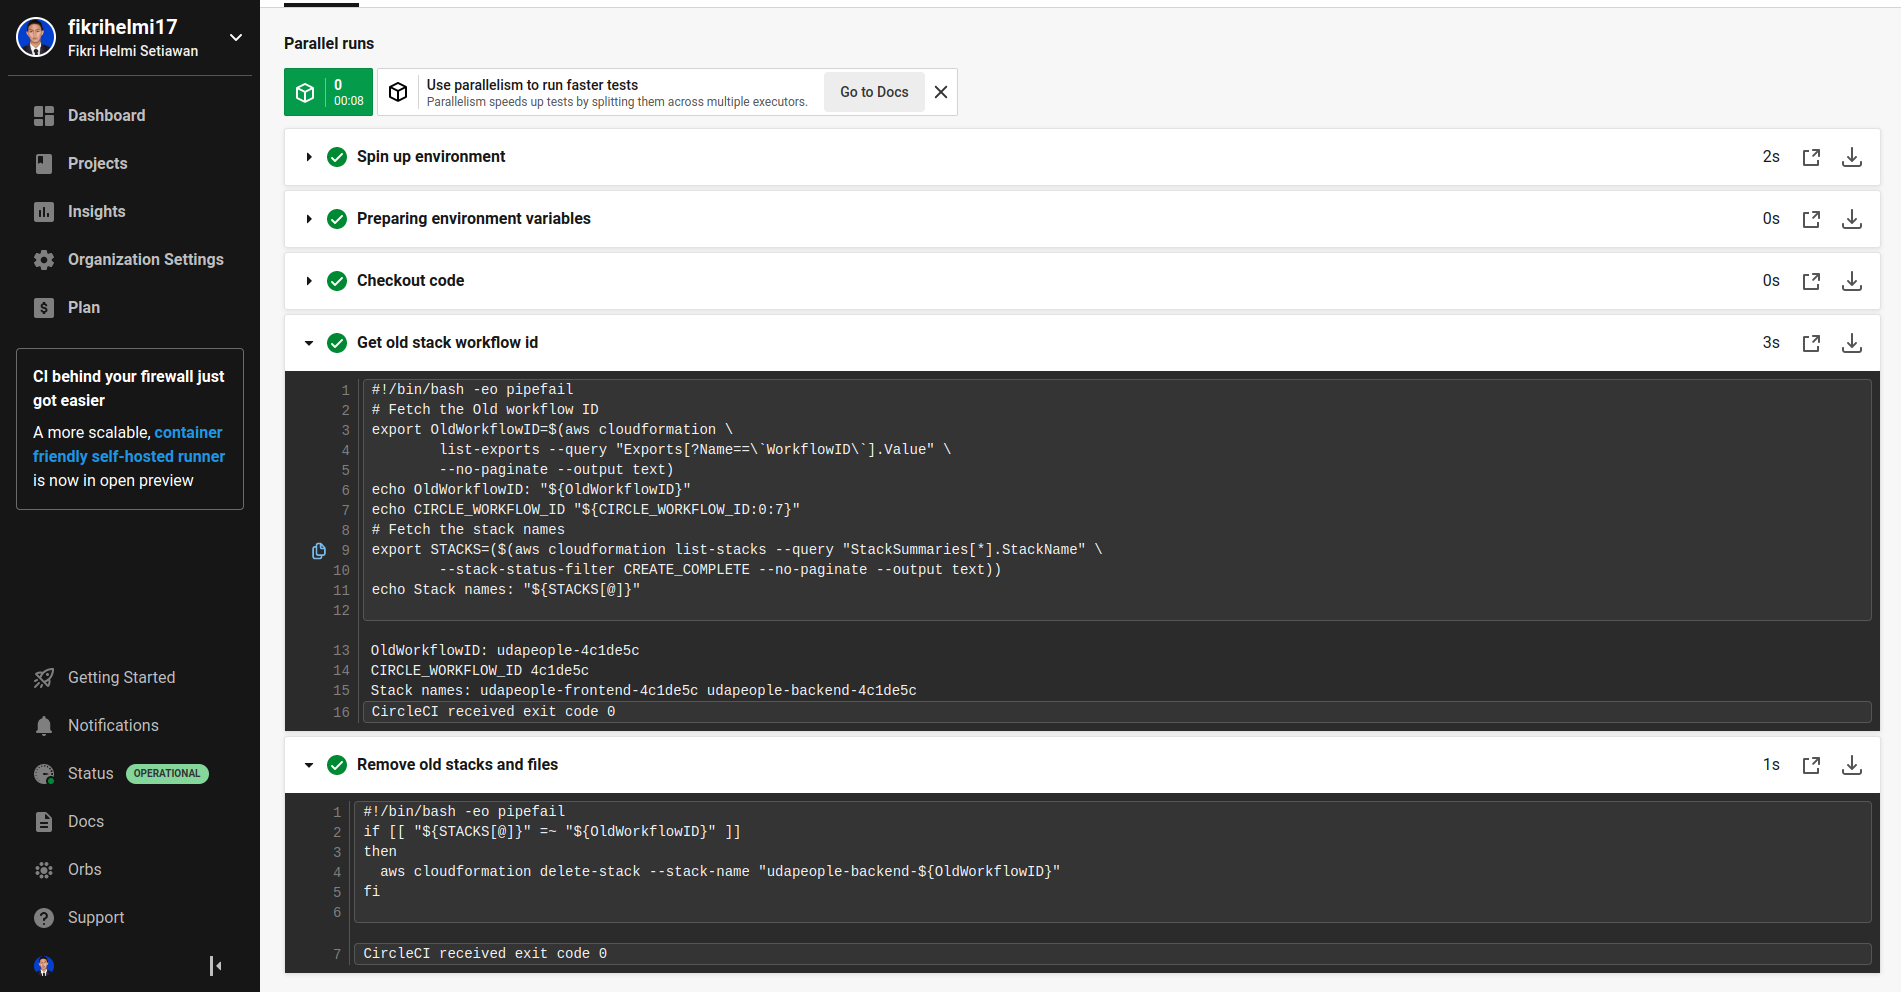 fikrihelmi17
Fikri Helmi Setiawan
Dashboard
Projects
Insights
Organization Settings
Plan
CI behind your firewall just
got easier
A more scalable, container
friendly self-hosted runner
is now in open preview
Getting Started
Notifications
Status OPERATIONAL
Docs
Orbs
Support
Parallel runs
0
00:08
Use parallelism to run faster tests
Parallelism speeds up tests by splitting them across multiple executors.
Go to Docs
Spin up environment 2s
Preparing environment variables 0s
Checkout code 0s
Get old stack workflow id 3s
1 #!/bin/bash -eo pipefail
2 # Fetch the Old workflow ID
3 export OldWorkflowID=$(aws cloudformation \
4         list-exports --query "Exports[?Name==\`WorkflowID\`].Value" \
5         --no-paginate --output text)
6 echo OldWorkflowID: "${OldWorkflowID}"
7 echo CIRCLE_WORKFLOW_ID "${CIRCLE_WORKFLOW_ID:0:7}"
8 # Fetch the stack names
9 export STACKS=($(aws cloudformation list-stacks --query "StackSummaries[*].StackName" \
10         --stack-status-filter CREATE_COMPLETE --no-paginate --output text))
11 echo Stack names: "${STACKS[@]}"
12
13 OldWorkflowID: udapeople-4c1de5c
14 CIRCLE_WORKFLOW_ID 4c1de5c
15 Stack names: udapeople-frontend-4c1de5c udapeople-backend-4c1de5c
16 CircleCI received exit code 0
Remove old stacks and files 1s
1 #!/bin/bash -eo pipefail
2 if [[ "${STACKS[@]}" =~ "${OldWorkflowID}" ]]
3 then
4   aws cloudformation delete-stack --stack-name "udapeople-backend-${OldWorkflowID}"
5 fi
6
7 CircleCI received exit code 0